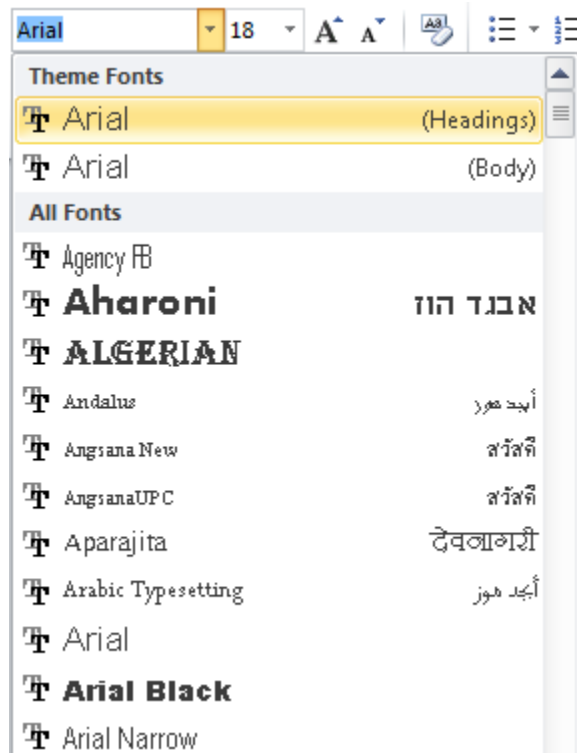 Arial 18 A A Aa
Theme Fonts
Arial (Headings)
Arial (Body)
All Fonts
Agency FB
Aharoni אבגד הוז
ALGERIAN
Andalus أبجد هوز
Angsana New สวัสดี
AngsanaUPC สวัสดี
Aparajita देवनागरी
Arabic Typesetting أبجد هوز
Arial
Arial Black
Arial Narrow